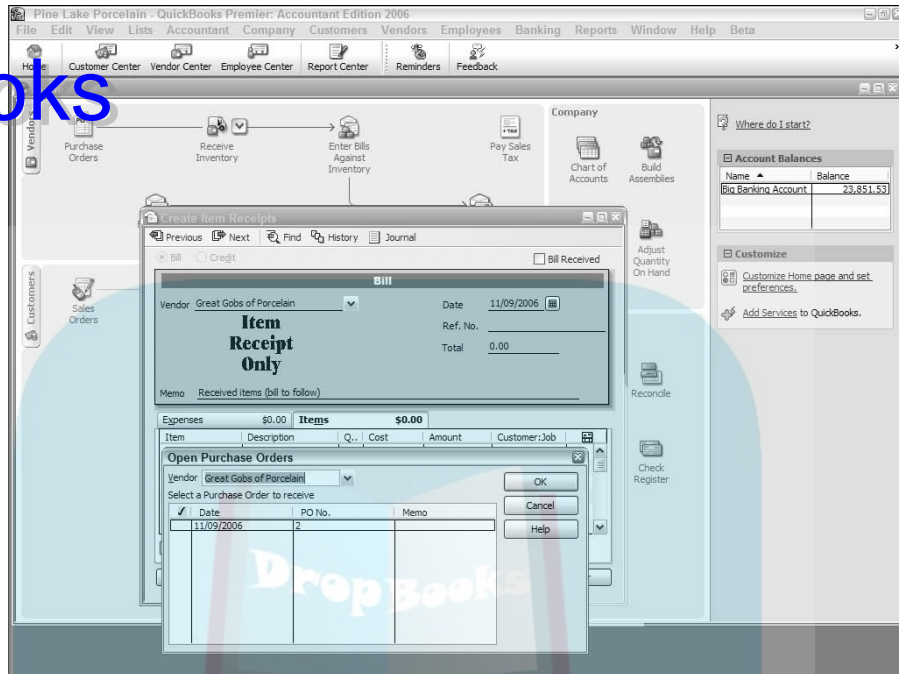 Pine Lake Porcelain - QuickBooks Premier: Accountant Edition 2006
File Edit View Lists Accountant Company Customers Vendors Employees Banking Reports Window Help Beta
Home Customer Center Vendor Center Employee Center Report Center Reminders Feedback
oks
Vendors
Purchase Orders
Receive Inventory
Enter Bills Against Inventory
Pay Sales Tax
Company
Chart of Accounts
Build Assemblies
Adjust Quantity On Hand
Reconcile
Check Register
Customers
Sales Orders
Where do I start?
Account Balances
Name Balance
Big Banking Account 23,851.53
Customize
Customize Home page and set
preferences.
Add Services to QuickBooks.
Create Item Receipts
Previous Next Find History Journal
Bill Credit Bill Received
Bill
Vendor Great Gobs of Porcelain Date 11/09/2006
Item
Receipt
Only
Ref. No.
Total 0.00
Memo Received items (bill to follow)
Expenses $0.00 Items $0.00
Item Description Q.. Cost Amount Customer:Job
Open Purchase Orders
Vendor Great Gobs of Porcelain
Select a Purchase Order to receive
Date PO No. Memo
11/09/2006 2
OK
Cancel
Help
DropBooks